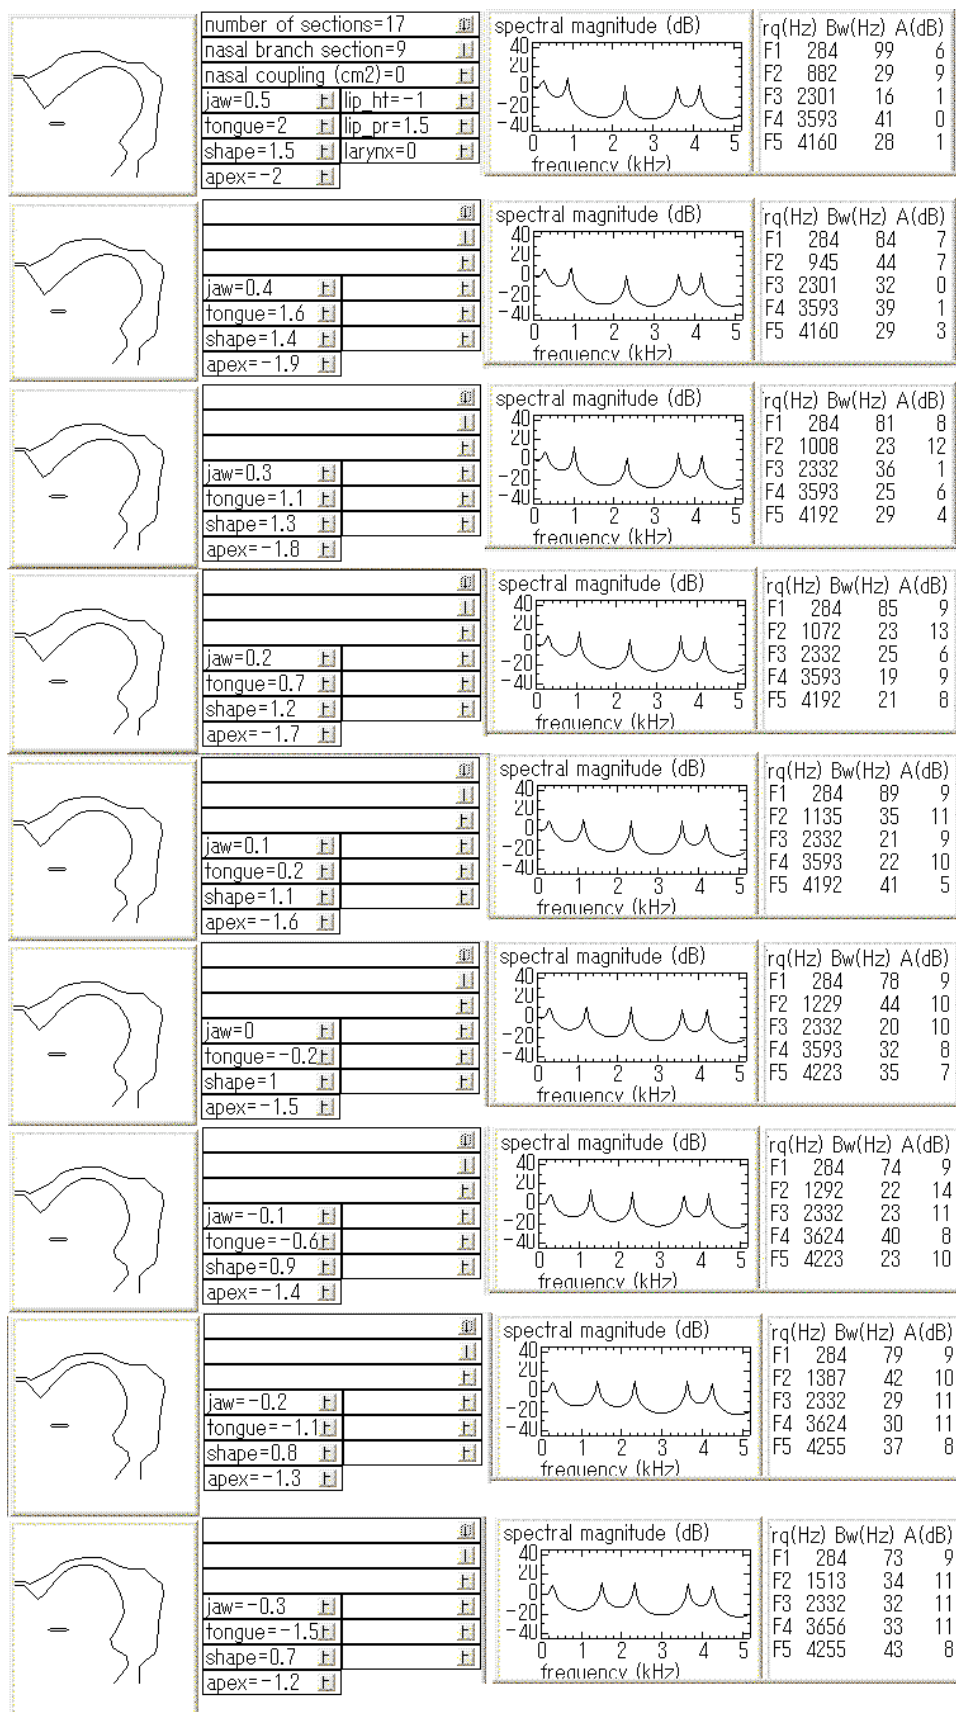 number of sections=17
nasal branch section=9
nasal coupling (cm2)=0
jaw=0.5 lip_ht=-1
tongue=2 lip_pr=1.5
shape=1.5 larynx=0
apex=-2
spectral magnitude (dB)
40
20
0
-20
-40
0 1 2 3 4 5
frequency (kHz)
rq(Hz) Bw(Hz) A(dB)
F1 284 99 6
F2 882 29 9
F3 2301 16 1
F4 3593 41 0
F5 4160 28 1
jaw=0.4
tongue=1.6
shape=1.4
apex=-1.9
spectral magnitude (dB)
40
20
0
-20
-40
0 1 2 3 4 5
frequency (kHz)
rq(Hz) Bw(Hz) A(dB)
F1 284 84 7
F2 945 44 7
F3 2301 32 0
F4 3593 39 1
F5 4160 29 3
jaw=0.3
tongue=1.1
shape=1.3
apex=-1.8
spectral magnitude (dB)
40
20
0
-20
-40
0 1 2 3 4 5
frequency (kHz)
rq(Hz) Bw(Hz) A(dB)
F1 284 81 8
F2 1008 23 12
F3 2332 36 1
F4 3593 25 6
F5 4192 29 4
jaw=0.2
tongue=0.7
shape=1.2
apex=-1.7
spectral magnitude (dB)
40
20
0
-20
-40
0 1 2 3 4 5
frequency (kHz)
rq(Hz) Bw(Hz) A(dB)
F1 284 85 9
F2 1072 23 13
F3 2332 25 6
F4 3593 19 9
F5 4192 21 8
jaw=0.1
tongue=0.2
shape=1.1
apex=-1.6
spectral magnitude (dB)
40
20
0
-20
-40
0 1 2 3 4 5
frequency (kHz)
rq(Hz) Bw(Hz) A(dB)
F1 284 89 9
F2 1135 35 11
F3 2332 21 9
F4 3593 22 10
F5 4192 41 5
jaw=0
tongue=-0.2
shape=1
apex=-1.5
spectral magnitude (dB)
40
20
0
-20
-40
0 1 2 3 4 5
frequency (kHz)
rq(Hz) Bw(Hz) A(dB)
F1 284 78 9
F2 1229 44 10
F3 2332 20 10
F4 3593 32 8
F5 4223 35 7
jaw=-0.1
tongue=-0.6
shape=0.9
apex=-1.4
spectral magnitude (dB)
40
20
0
-20
-40
0 1 2 3 4 5
frequency (kHz)
rq(Hz) Bw(Hz) A(dB)
F1 284 74 9
F2 1292 22 14
F3 2332 23 11
F4 3624 40 8
F5 4223 23 10
jaw=-0.2
tongue=-1.1
shape=0.8
apex=-1.3
spectral magnitude (dB)
40
20
0
-20
-40
0 1 2 3 4 5
frequency (kHz)
rq(Hz) Bw(Hz) A(dB)
F1 284 79 9
F2 1387 42 10
F3 2332 29 11
F4 3624 30 11
F5 4255 37 8
jaw=-0.3
tongue=-1.5
shape=0.7
apex=-1.2
spectral magnitude (dB)
40
20
0
-20
-40
0 1 2 3 4 5
frequency (kHz)
rq(Hz) Bw(Hz) A(dB)
F1 284 73 9
F2 1513 34 11
F3 2332 32 11
F4 3656 33 11
F5 4255 43 8